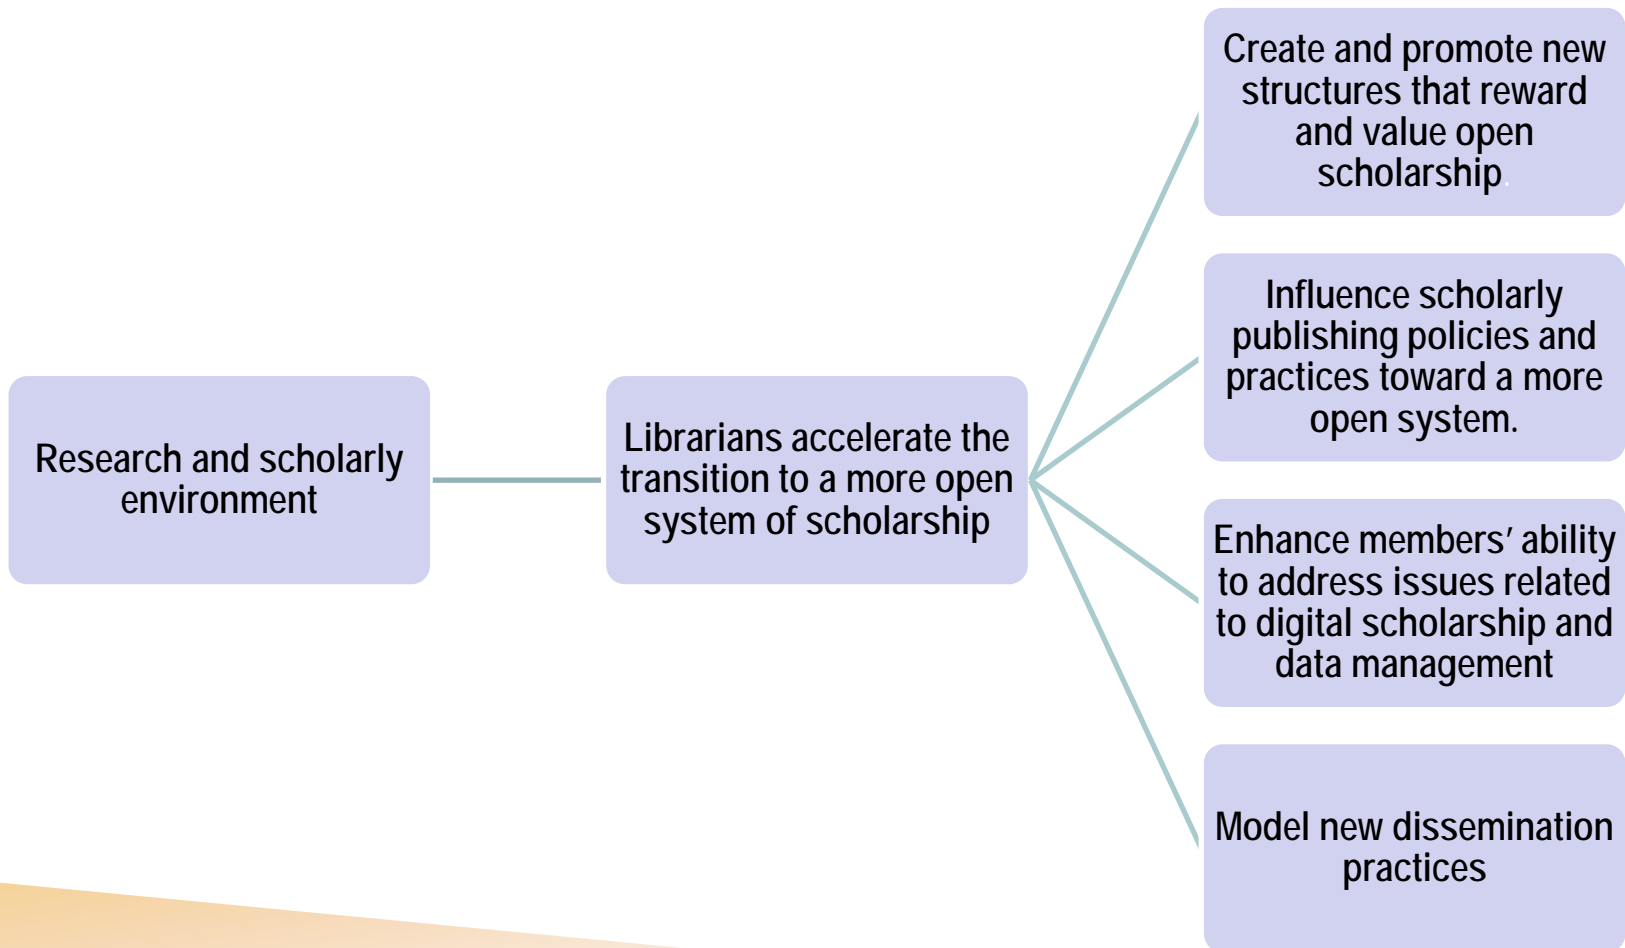 Research and scholarly
environment
Librarians accelerate the
transition to a more open
system of scholarship
Create and promote new
structures that reward
and value open
scholarship.
Influence scholarly
publishing policies and
practices toward a more
open system.
Enhance members’ ability
to address issues related
to digital scholarship and
data management
Model new dissemination
practices